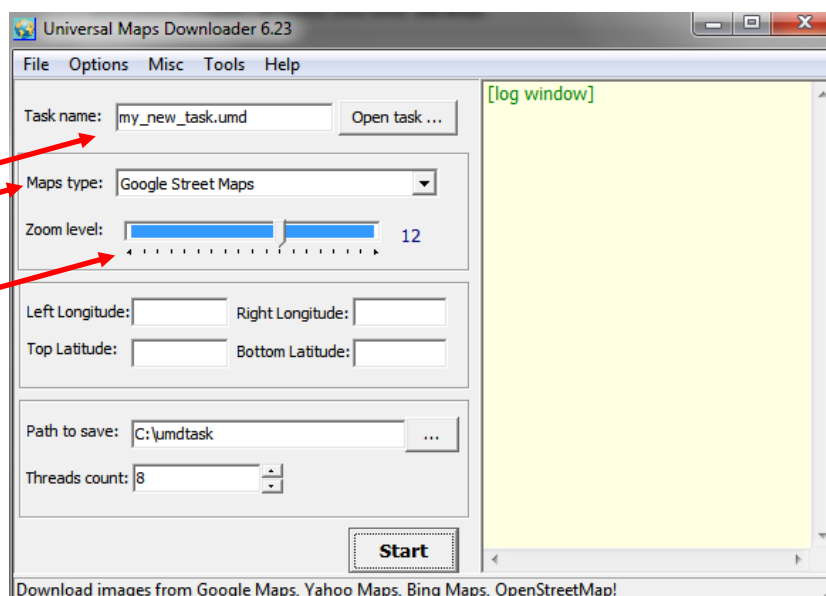 Universal Maps Downloader 6.23
File Options Misc Tools Help
Task name: my_new_task.umd Open task ...
Maps type: Google Street Maps
Zoom level: 12
Left Longitude: Right Longitude:
Top Latitude: Bottom Latitude:
Path to save: C:\umdtask ...
Threads count: 8
Start
[log window]
Download images from Google Maps, Yahoo Maps, Bing Maps, OpenStreetMap!